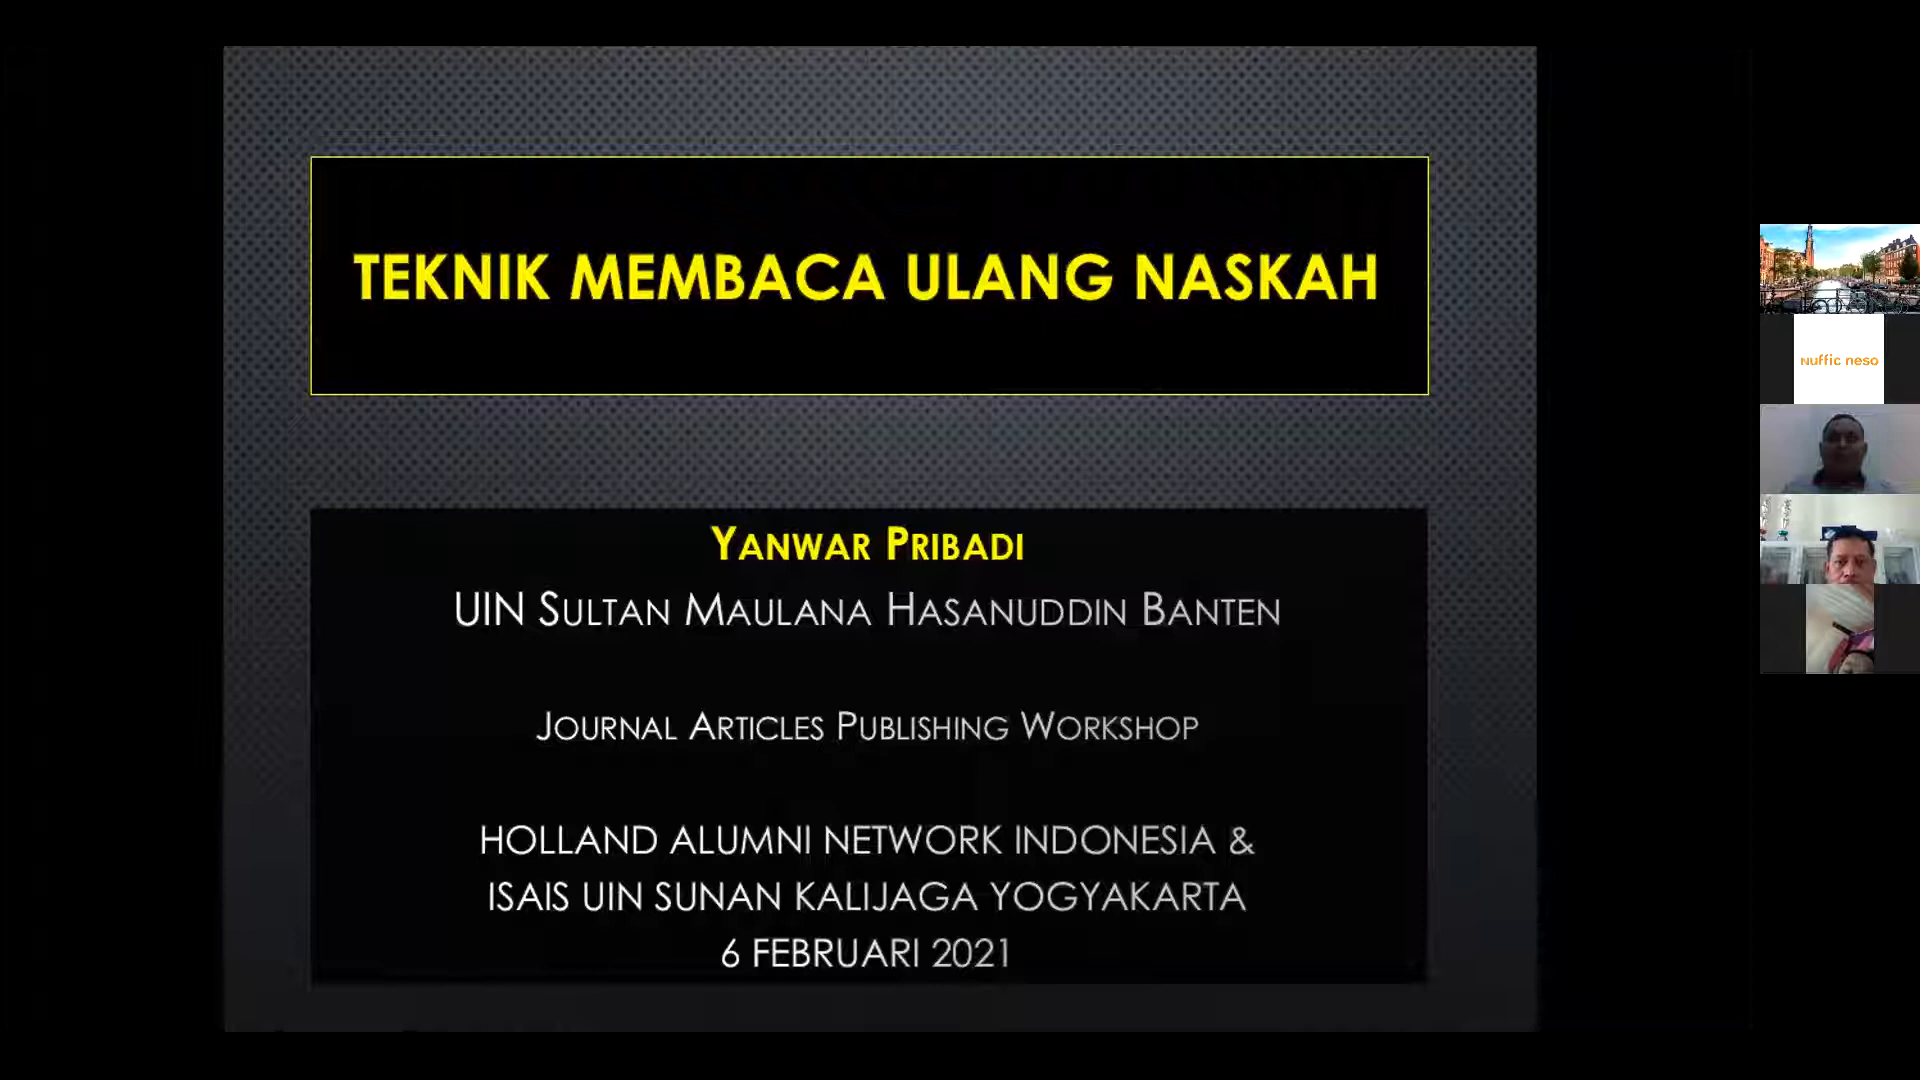 TEKNIK MEMBACA ULANG NASKAH
YANWAR PRIBADI
UIN SULTAN MAULANA HASANUDDIN BANTEN
JOURNAL ARTICLES PUBLISHING WORKSHOP
HOLLAND ALUMNI NETWORK INDONESIA &
ISAIS UIN SUNAN KALIJAGA YOGYAKARTA
6 FEBRUARI 2021
nuffic neso